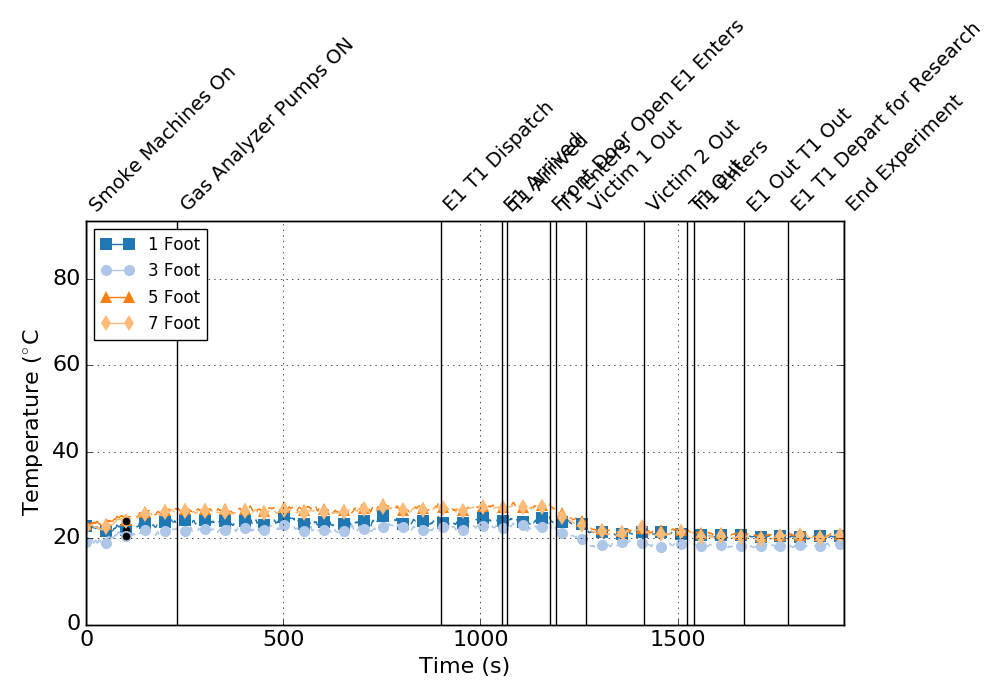 Smoke Machines On
Gas Analyzer Pumps ON
E1 T1 Dispatch
E1 Arrived
T1 Arrived
Front Door Open E1 Enters
T1 Enters
Victim 1 Out
Victim 2 Out
T1 Out
T1 Enters
E1 Out T1 Out
E1 T1 Depart for Research
End Experiment
1 Foot
3 Foot
5 Foot
7 Foot
80
60
40
20
0
Temperature (°C
0 500 1000 1500
Time (s)